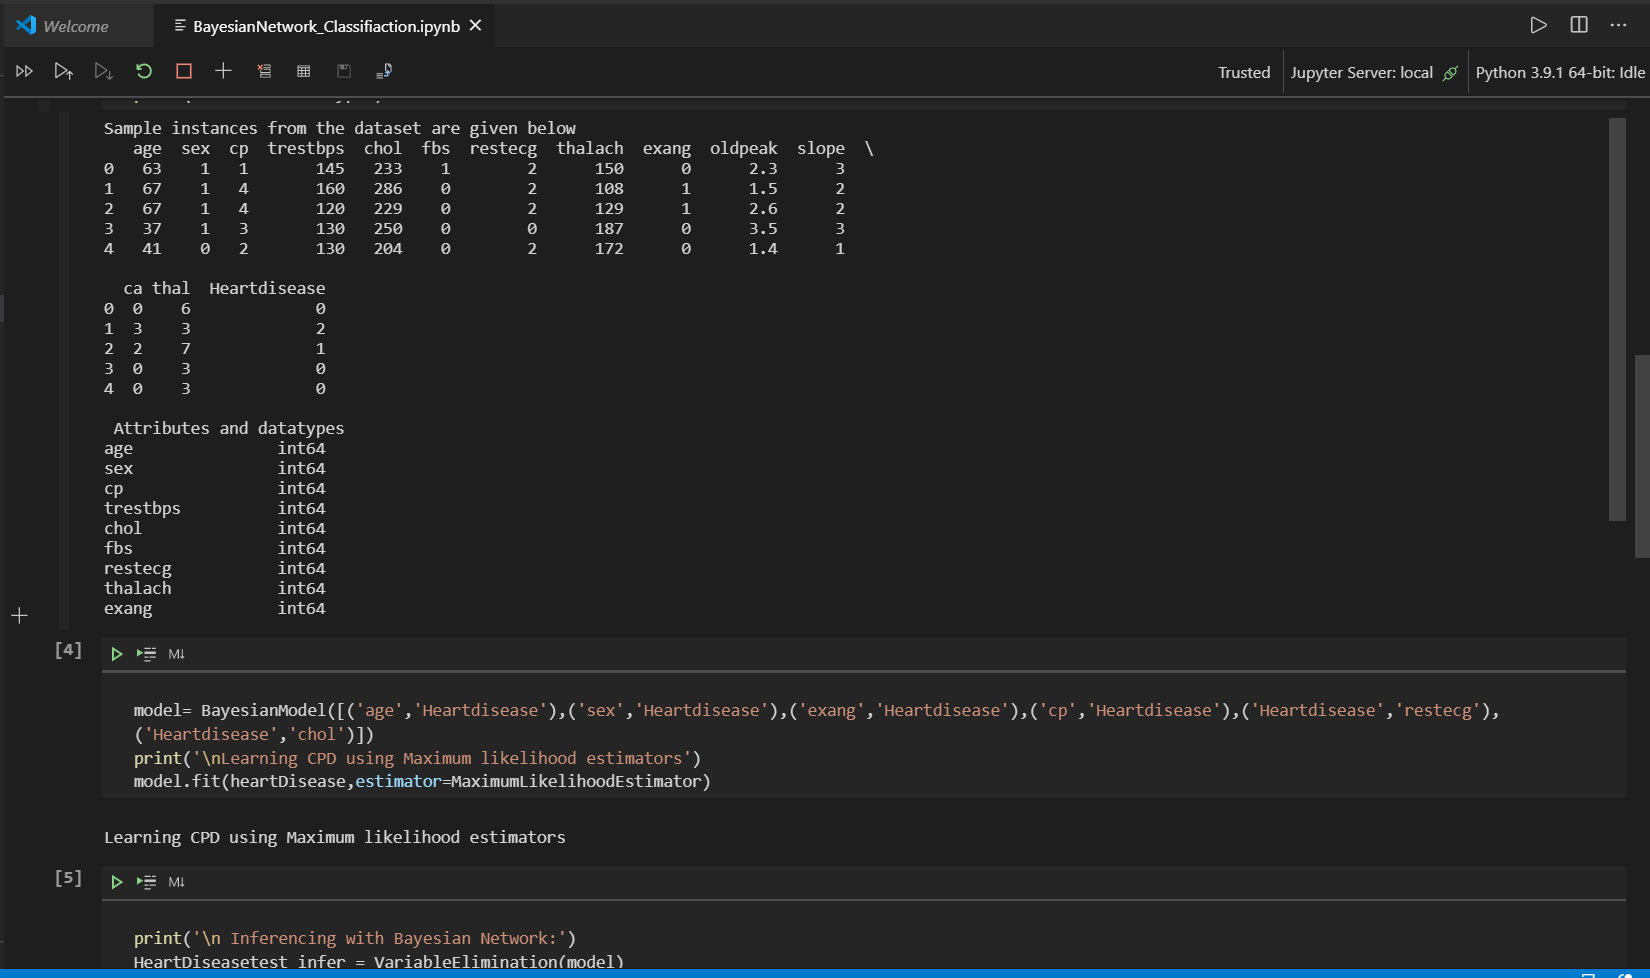 Welcome
BayesianNetwork_Classifiaction.ipynb
Trusted
Jupyter Server: local
Python 3.9.1 64-bit: Idle
Sample instances from the dataset are given below
age sex cp trestbps chol fbs restecg thalach exang oldpeak slope \
0 63 1 1 145 233 1 2 150 0 2.3 3
1 67 1 4 160 286 0 2 108 1 1.5 2
2 67 1 4 120 229 0 2 129 1 2.6 2
3 37 1 3 130 250 0 0 187 0 3.5 3
4 41 0 2 130 204 0 2 172 0 1.4 1
ca thal Heartdisease
0 0 6 0
1 3 3 2
2 2 7 1
3 0 3 0
4 0 3 0
Attributes and datatypes
age int64
sex int64
cp int64
trestbps int64
chol int64
fbs int64
restecg int64
thalach int64
exang int64
[4]
M↓
model= BayesianModel([('age','Heartdisease'),('sex','Heartdisease'),('exang','Heartdisease'),('cp','Heartdisease'),('Heartdisease','restecg'),
('Heartdisease','chol')])
print('\nLearning CPD using Maximum likelihood estimators')
model.fit(heartDisease,estimator=MaximumLikelihoodEstimator)
Learning CPD using Maximum likelihood estimators
[5]
M↓
print('\n Inferencing with Bayesian Network:')
HeartDiseasetest_infer = VariableElimination(model)